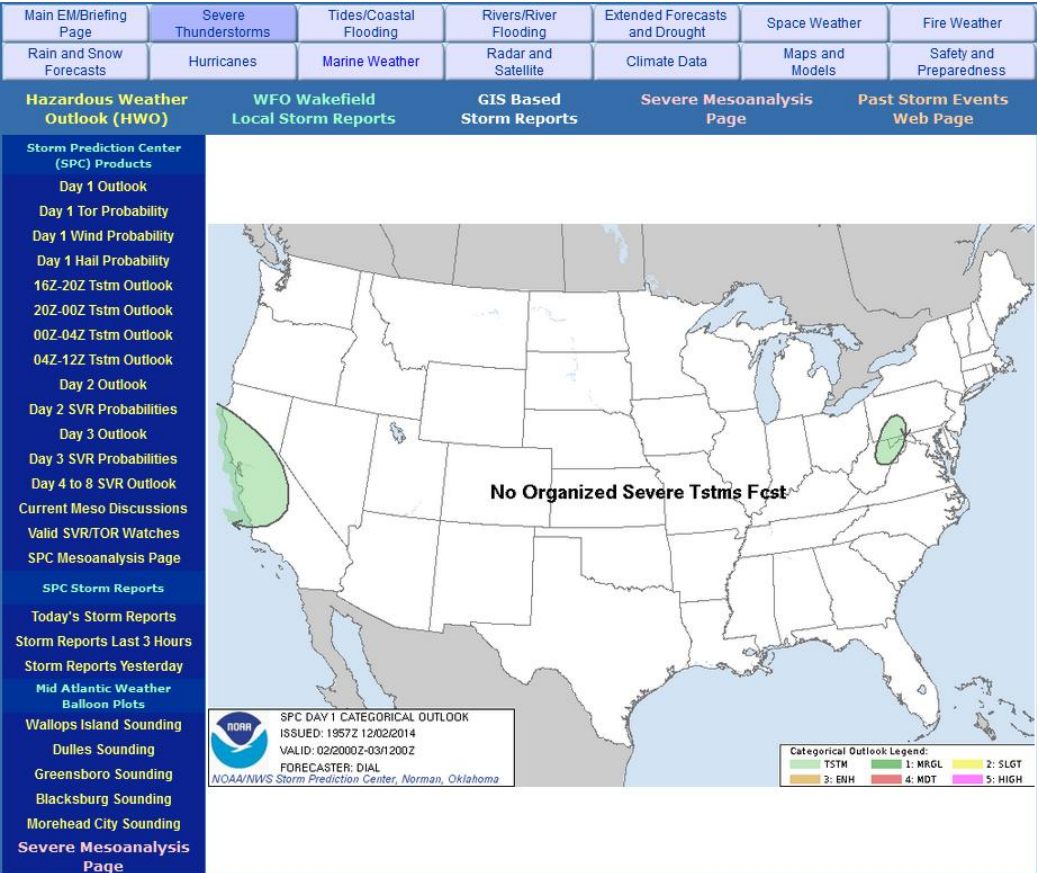 Main EM/Briefing
Page
Severe
Thunderstorms
Tides/Coastal
Flooding
Rivers/River
Flooding
Extended Forecasts
and Drought
Space Weather
Fire Weather
Rain and Snow
Forecasts
Hurricanes
Marine Weather
Radar and
Satellite
Climate Data
Maps and
Models
Safety and
Preparedness
Hazardous Weather
Outlook (HWO)
WFO Wakefield
Local Storm Reports
GIS Based
Storm Reports
Severe Mesoanalysis
Page
Past Storm Events
Web Page
Storm Prediction Center
(SPC) Products
Day 1 Outlook
Day 1 Tor Probability
Day 1 Wind Probability
Day 1 Hail Probability
16Z-20Z Tstm Outlook
20Z-00Z Tstm Outlook
00Z-04Z Tstm Outlook
04Z-12Z Tstm Outlook
Day 2 Outlook
Day 2 SVR Probabilities
Day 3 Outlook
Day 3 SVR Probabilities
Day 4 to 8 SVR Outlook
Current Meso Discussions
Valid SVR/TOR Watches
SPC Mesoanalysis Page
SPC Storm Reports
Today's Storm Reports
Storm Reports Last 3 Hours
Storm Reports Yesterday
Mid Atlantic Weather
Balloon Plots
Wallops Island Sounding
Dulles Sounding
Greensboro Sounding
Blacksburg Sounding
Morehead City Sounding
Severe Mesoanalysis
Page
No Organized Severe Tstms Fcst
NOAA
SPC DAY 1 CATEGORICAL OUTLOOK
ISSUED: 1957Z 12/02/2014
VALID: 02/2000Z-03/1200Z
FORECASTER: DIAL
NOAA/NWS Storm Prediction Center, Norman, Oklahoma
Categorical Outlook Legend:
TSTM 1: MRGL 2: SLGT
3: ENH 4: MDT 5: HIGH